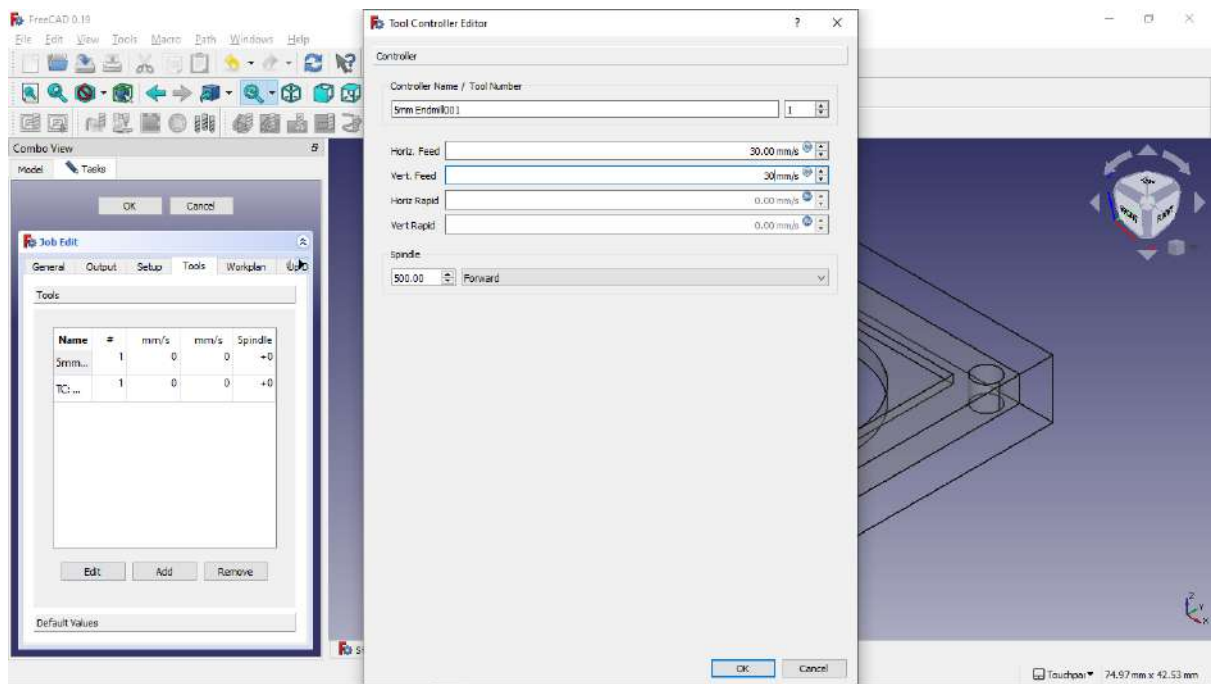 FreeCAD 0.19
File Edit View Tools Macro Path Windows Help
Combo View
Model Tasks
OK Cancel
Job Edit
General Output Setup Tools Workplan
Tools
Name # mm/s mm/s Spindle
5mm... 1 0 0 +0
TC: ... 1 0 0 +0
Edit Add Remove
Default Values
Tool Controller Editor ?
Controller
Controller Name / Tool Number
5mm Endmill001 1
Horiz. Feed 30.00 mm/s
Vert. Feed 30 mm/s
Horiz Rapid 0.00 mm/s
Vert Rapid 0.00 mm/s
Spindle
500.00 Forward
OK Cancel
Z
Y
X
Touchpad 74.97 mm x 42.53 mm